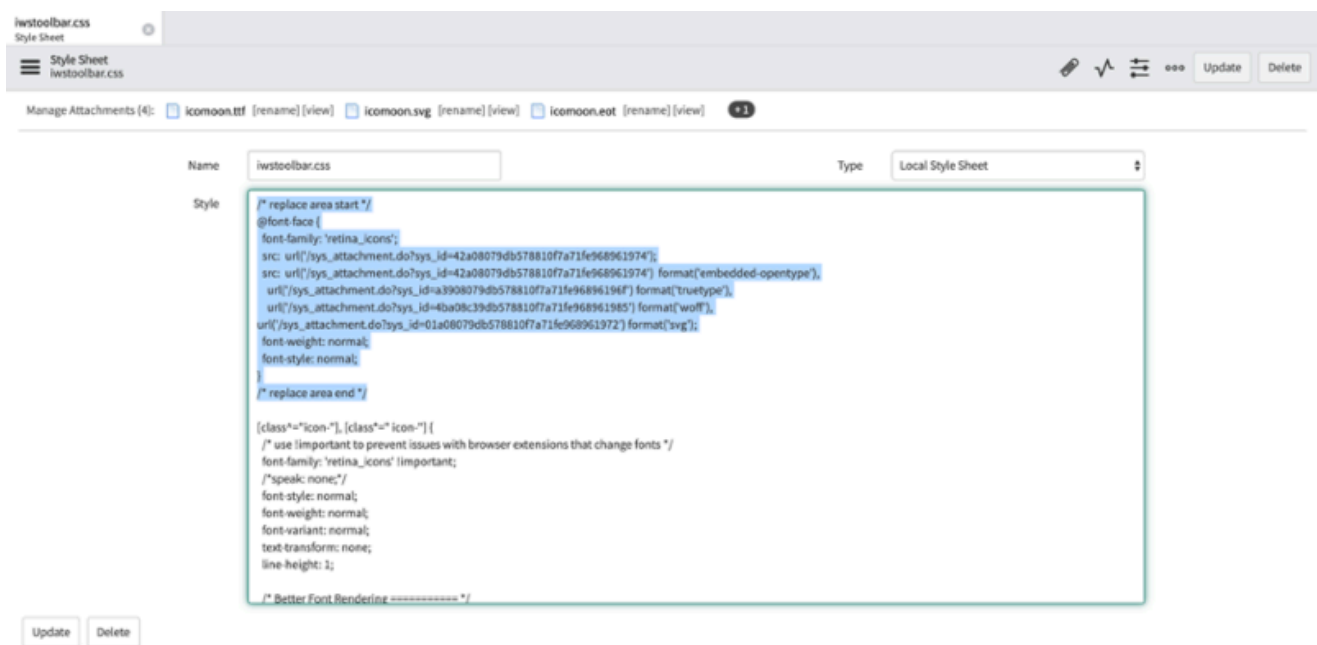 iwstoolbar.css
Style Sheet
Style Sheet
iwstoolbar.css
Update Delete
Manage Attachments (4): icomoon.ttf [rename] [view] icomoon.svg [rename] [view] icomoon.eot [rename] [view] +1
Name iwstoolbar.css Type Local Style Sheet
Style
/* replace area start */
@font-face {
font-family: 'retina_icons';
src: url('/sys_attachment.do?sys_id=42a08079db578810f7a71fe968961974');
src: url('/sys_attachment.do?sys_id=42a08079db578810f7a71fe968961974') format('embedded-opentype'),
url('/sys_attachment.do?sys_id=a3908079db578810f7a71fe96896196f') format('truetype'),
url('/sys_attachment.do?sys_id=4ba08c39db578810f7a71fe968961985') format('woff'),
url('/sys_attachment.do?sys_id=01a08079db578810f7a71fe968961972') format('svg');
font-weight: normal;
font-style: normal;
}
/* replace area end */
[class^="icon-"], [class*=" icon-"] {
/* use !important to prevent issues with browser extensions that change fonts */
font-family: 'retina_icons' !important;
/*speak: none;*/
font-style: normal;
font-weight: normal;
font-variant: normal;
text-transform: none;
line-height: 1;
/* Better Font Rendering =========== */
Update Delete